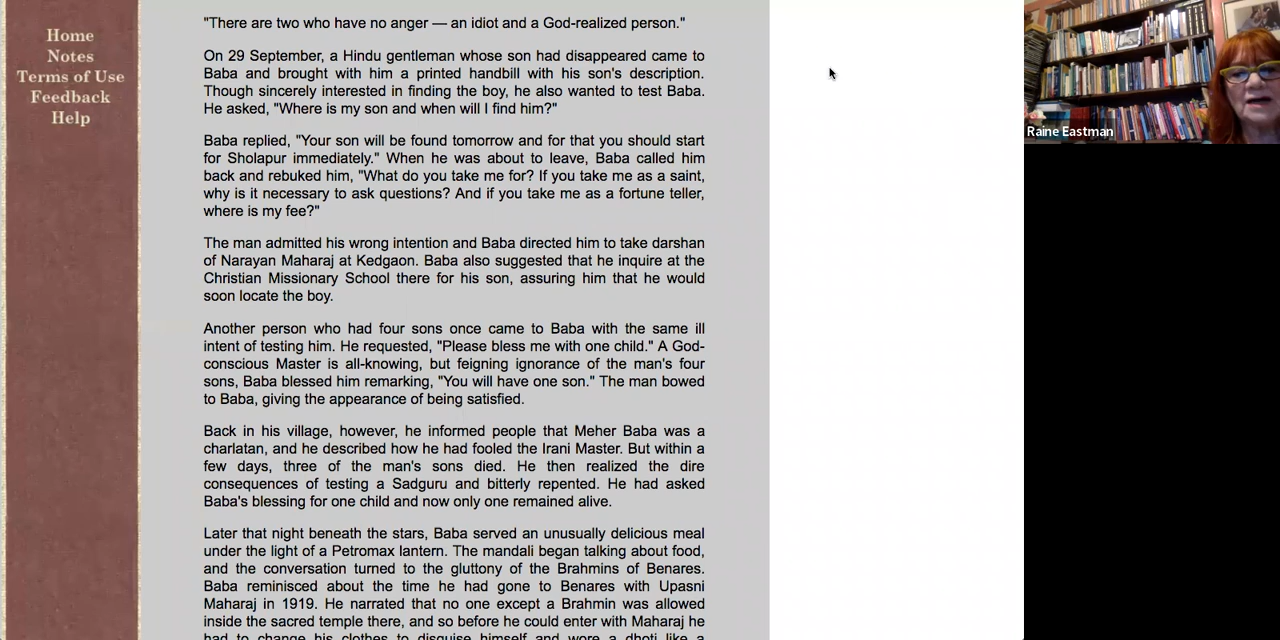 Home
Notes
Terms of Use
Feedback
Help
"There are two who have no anger — an idiot and a God-realized person."
On 29 September, a Hindu gentleman whose son had disappeared came to
Baba and brought with him a printed handbill with his son's description.
Though sincerely interested in finding the boy, he also wanted to test Baba.
He asked, "Where is my son and when will I find him?"
Baba replied, "Your son will be found tomorrow and for that you should start
for Sholapur immediately." When he was about to leave, Baba called him
back and rebuked him, "What do you take me for? If you take me as a saint,
why is it necessary to ask questions? And if you take me as a fortune teller,
where is my fee?"
The man admitted his wrong intention and Baba directed him to take darshan
of Narayan Maharaj at Kedgaon. Baba also suggested that he inquire at the
Christian Missionary School there for his son, assuring him that he would
soon locate the boy.
Another person who had four sons once came to Baba with the same ill
intent of testing him. He requested, "Please bless me with one child." A God-
conscious Master is all-knowing, but feigning ignorance of the man's four
sons, Baba blessed him remarking, "You will have one son." The man bowed
to Baba, giving the appearance of being satisfied.
Back in his village, however, he informed people that Meher Baba was a
charlatan, and he described how he had fooled the Irani Master. But within a
few days, three of the man's sons died. He then realized the dire
consequences of testing a Sadguru and bitterly repented. He had asked
Baba's blessing for one child and now only one remained alive.
Later that night beneath the stars, Baba served an unusually delicious meal
under the light of a Petromax lantern. The mandali began talking about food,
and the conversation turned to the gluttony of the Brahmins of Benares.
Baba reminisced about the time he had gone to Benares with Upasni
Maharaj in 1919. He narrated that no one except a Brahmin was allowed
inside the sacred temple there, and so before he could enter with Maharaj he
had to change his clothes to disguise himself and wore a dhoti like a
Raine Eastman